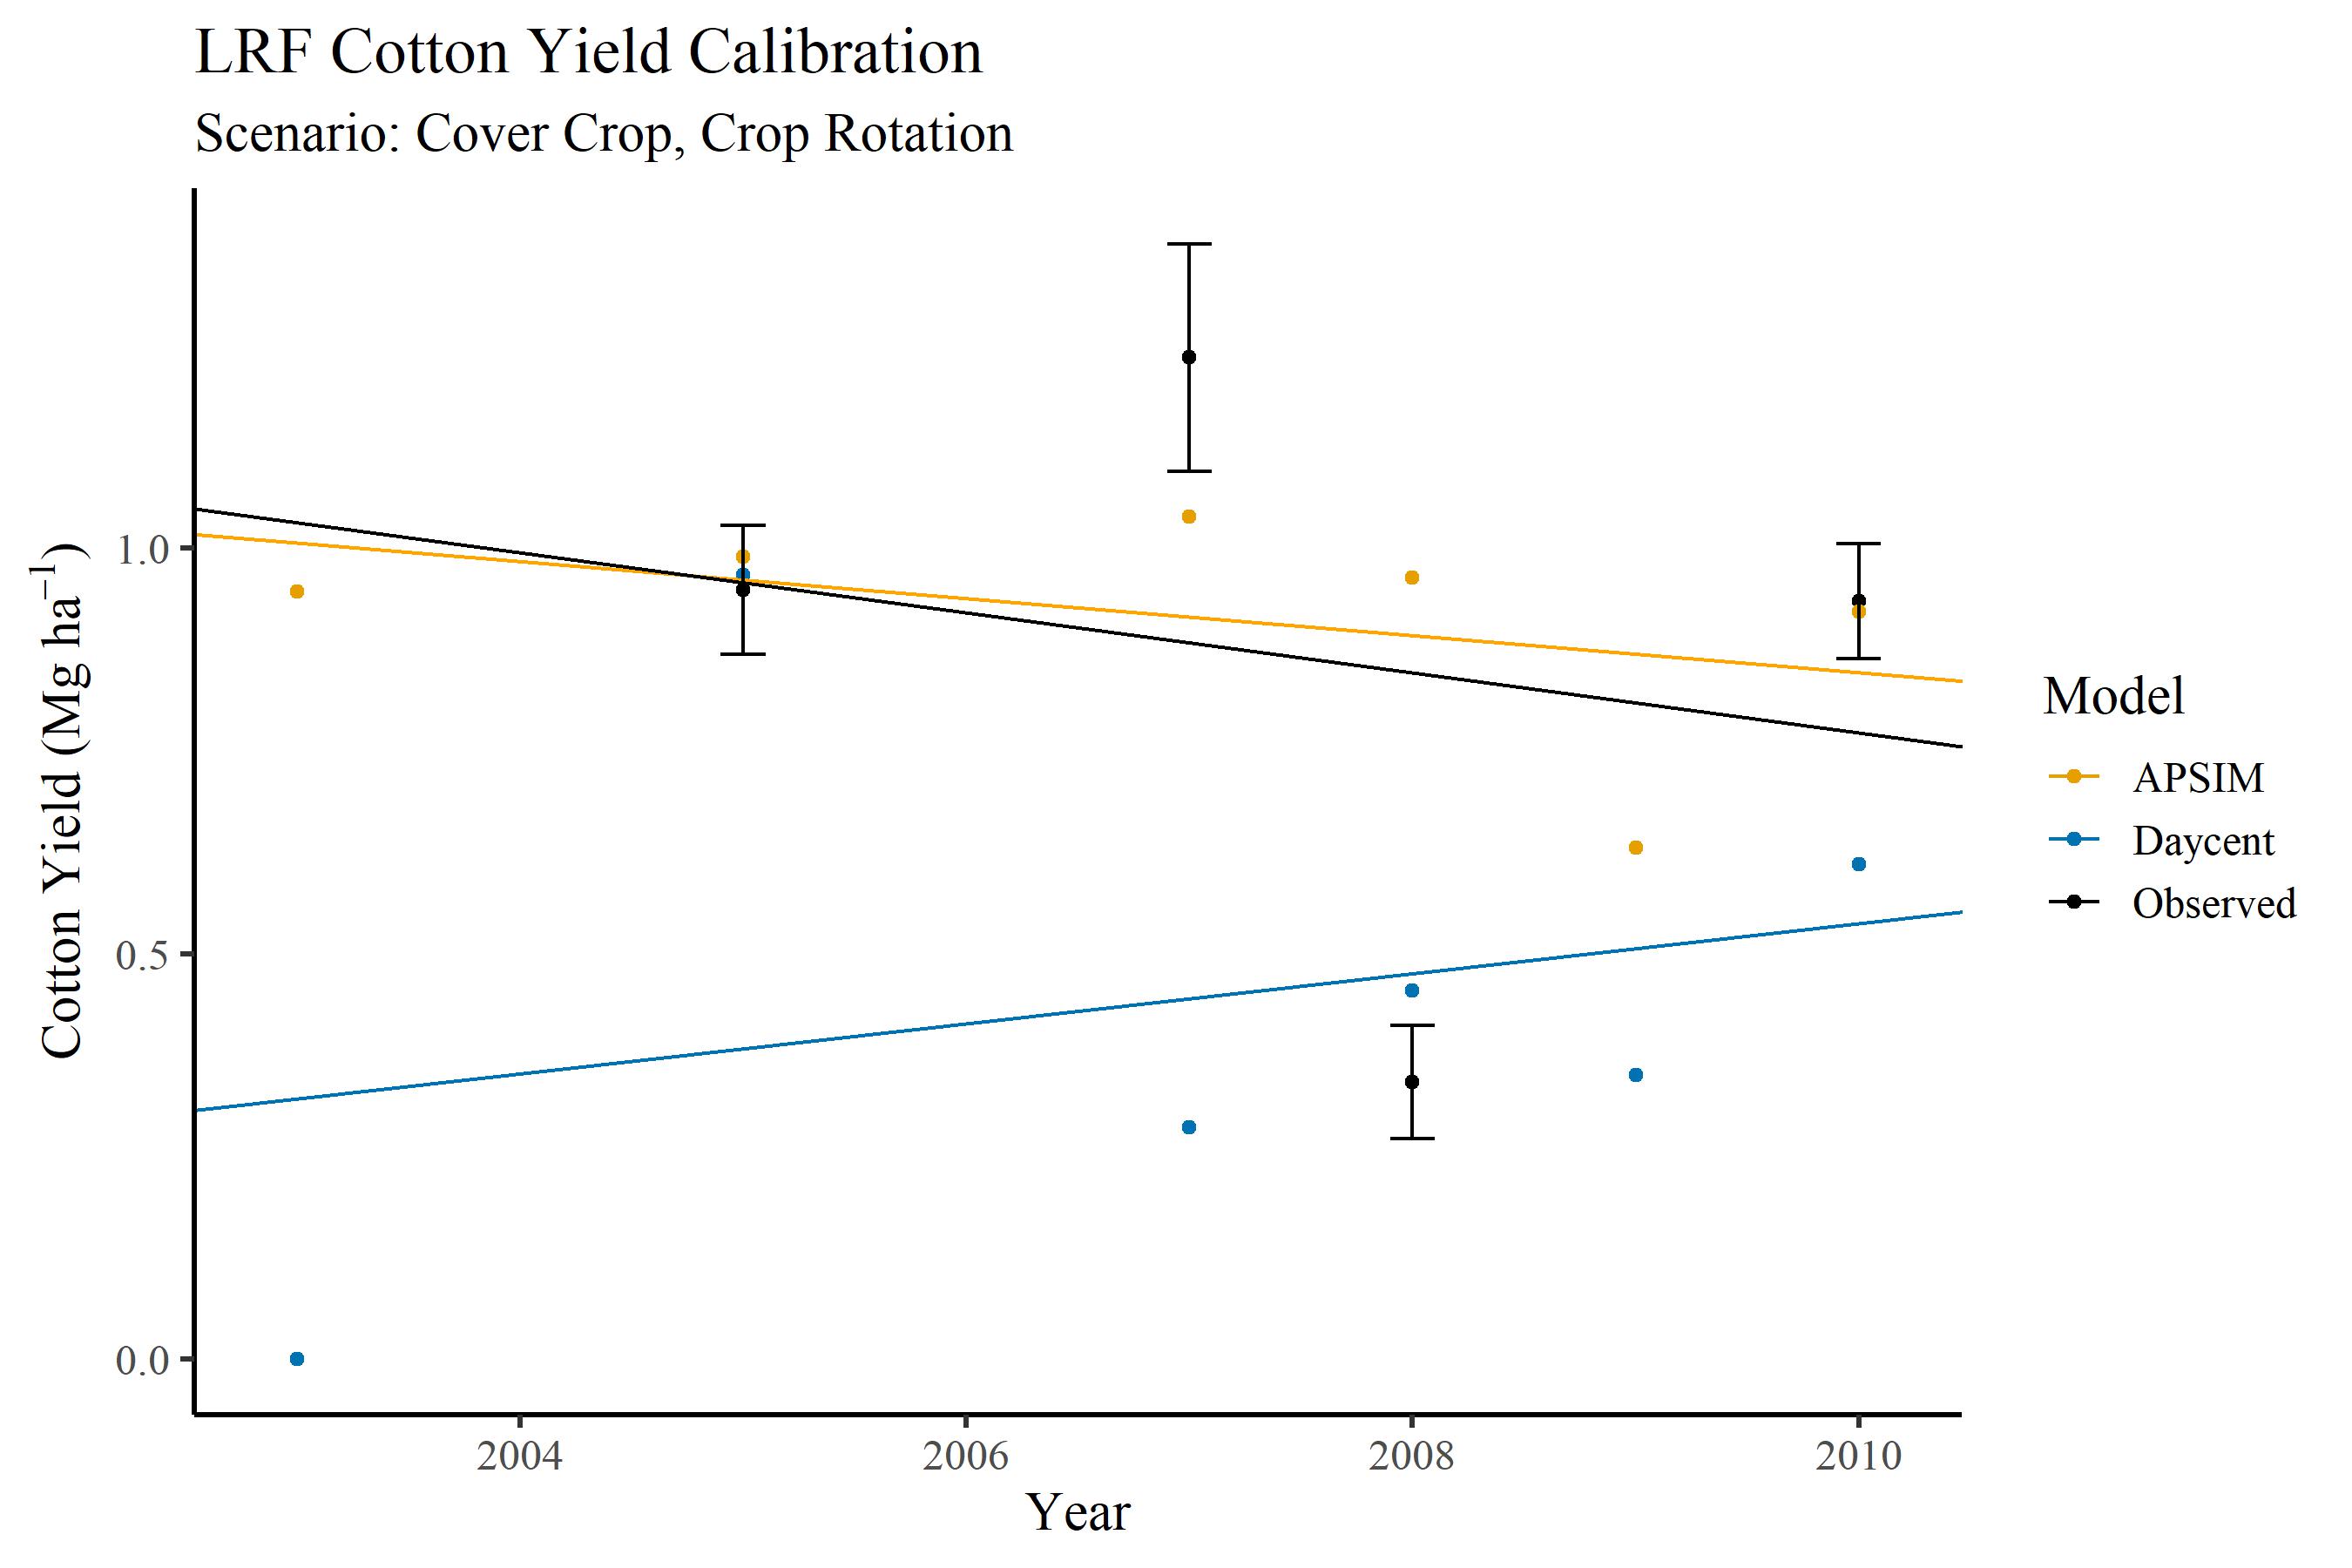 LRF Cotton Yield Calibration
Scenario: Cover Crop, Crop Rotation
Cotton Yield (Mg ha⁻¹)
1.0
0.5
0.0
2004 2006 2008 2010
Year
Model
APSIM
Daycent
Observed